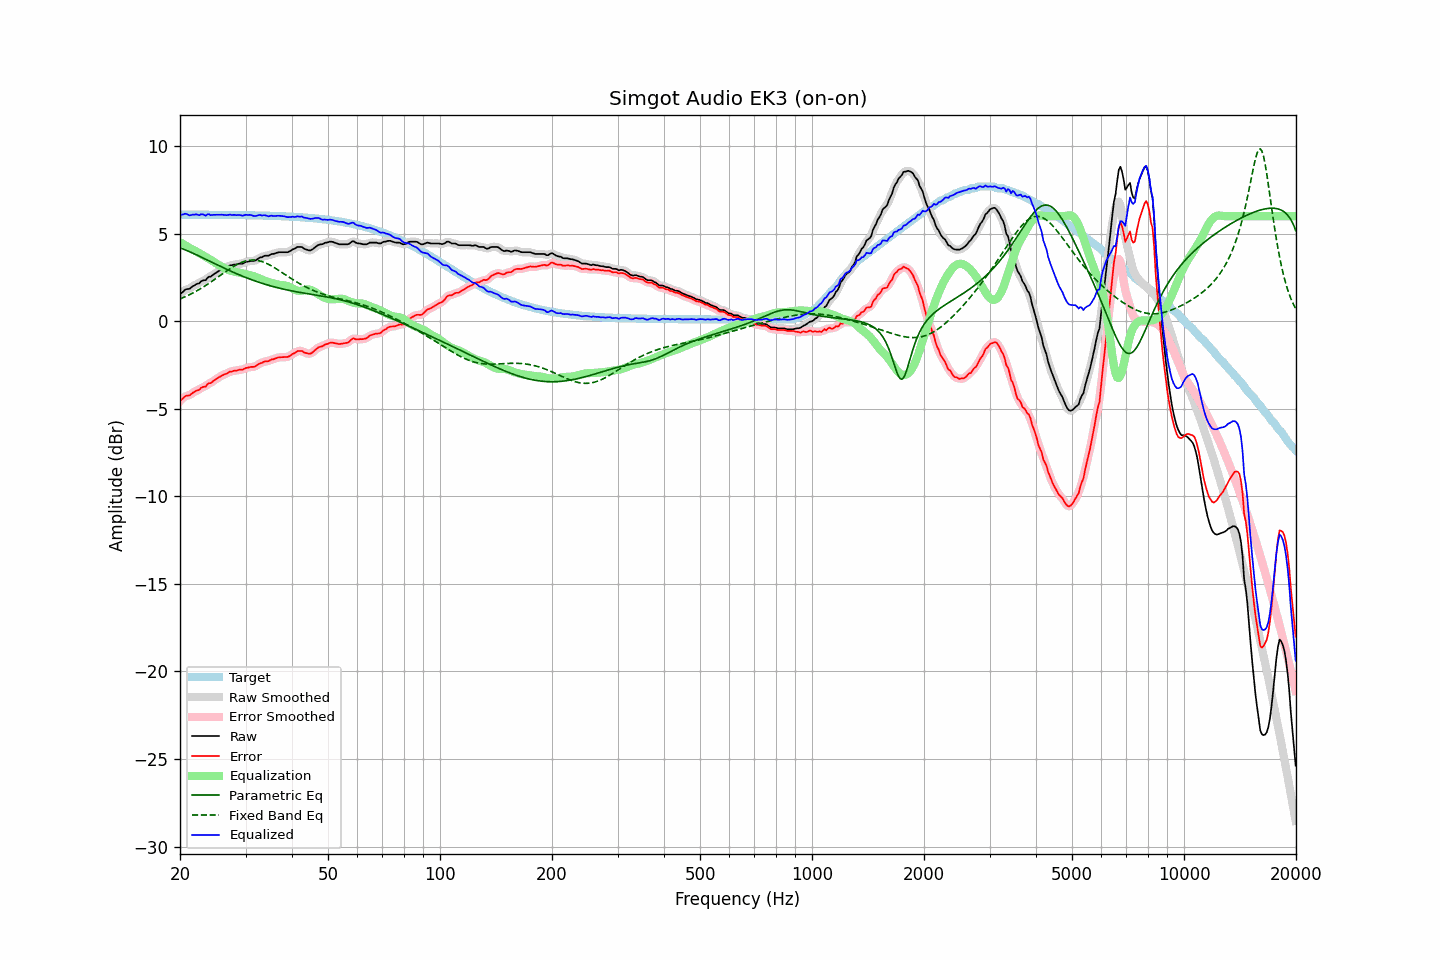 Simgot Audio EK3 (on-on)
10
5
0
−5
−10
−15
−20
−25
−30
Amplitude (dBr)
Target
Raw Smoothed
Error Smoothed
Raw
Error
Equalization
Parametric Eq
Fixed Band Eq
Equalized
20 50 100 200 500 1000 2000 5000 10000 20000
Frequency (Hz)